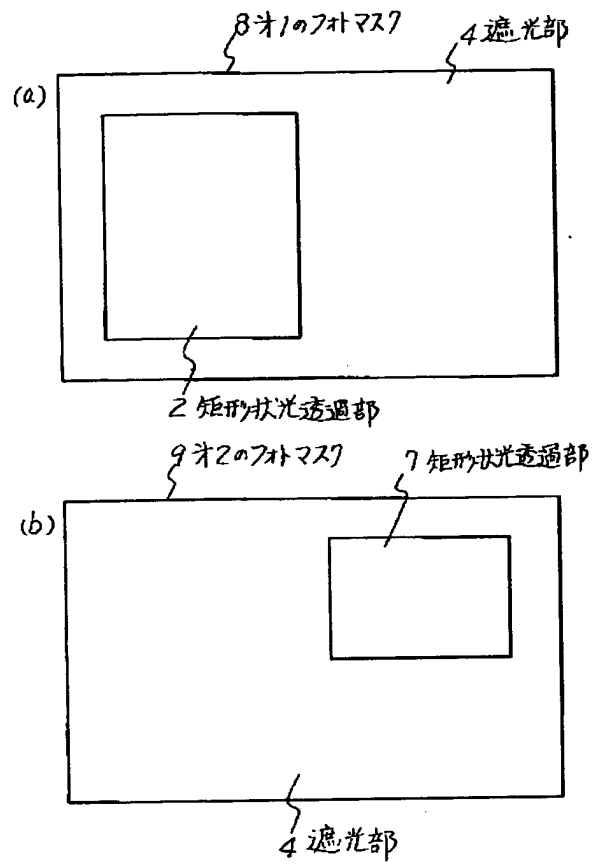 8 才1のフォトマスク
4 遮光部
(a)
2 矩形状光透過部
9 才2のフォトマスク
7 矩形状光透過部
(b)
4 遮光部